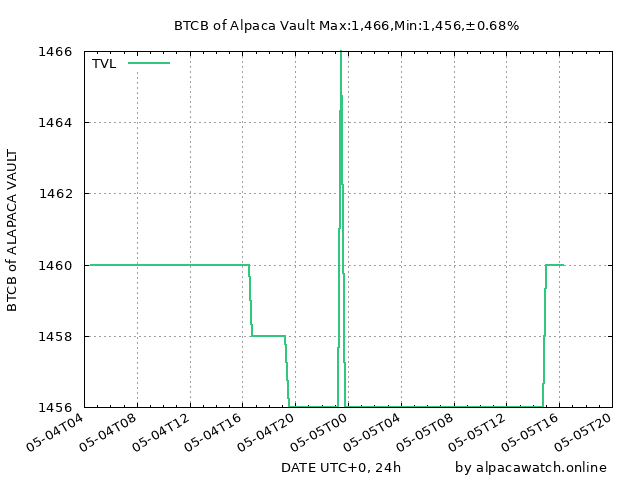 BTCB of Alpaca Vault Max:1,466,Min:1,456,±0.68%
TVL
BTCB of ALAPACA VAULT
1466
1464
1462
1460
1458
1456
05-04T04
05-04T08
05-04T12
05-04T16
05-04T20
05-05T00
05-05T04
05-05T08
05-05T12
05-05T16
05-05T20
DATE UTC+0, 24h
by alpacawatch.online